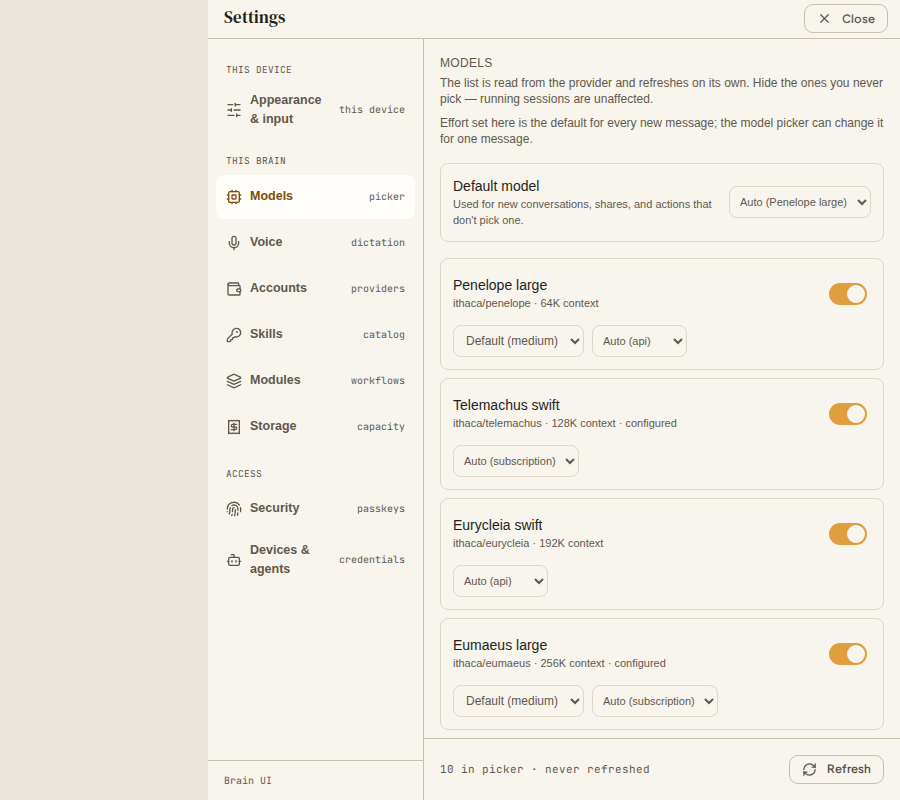 Settings
Close
THIS DEVICE
Appearance & input
this device
THIS BRAIN
Models
picker
Voice
dictation
Accounts
providers
Skills
catalog
Modules
workflows
Storage
capacity
ACCESS
Security
passkeys
Devices & agents
credentials
Brain UI
MODELS
The list is read from the provider and refreshes on its own. Hide the ones you never
pick — running sessions are unaffected.
Effort set here is the default for every new message; the model picker can change it
for one message.
Default model
Used for new conversations, shares, and actions that
don't pick one.
Auto (Penelope large)
Penelope large
ithaca/penelope · 64K context
Default (medium)
Auto (api)
Telemachus swift
ithaca/telemachus · 128K context · configured
Auto (subscription)
Eurycleia swift
ithaca/eurycleia · 192K context
Auto (api)
Eumaeus large
ithaca/eumaeus · 256K context · configured
Default (medium)
Auto (subscription)
10 in picker · never refreshed
Refresh